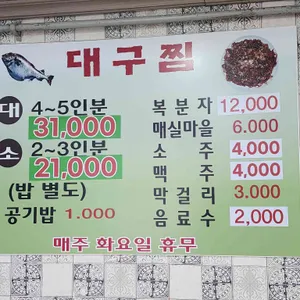 대구찜
대 4~5인분
31,000
소 2~3인분
21,000
(밥 별도)
공기밥 1.000
복분자 12,000
매실마을 6.000
소주 4,000
맥주 4,000
막걸리 3.000
음료수 2,000
매주 화요일 휴무